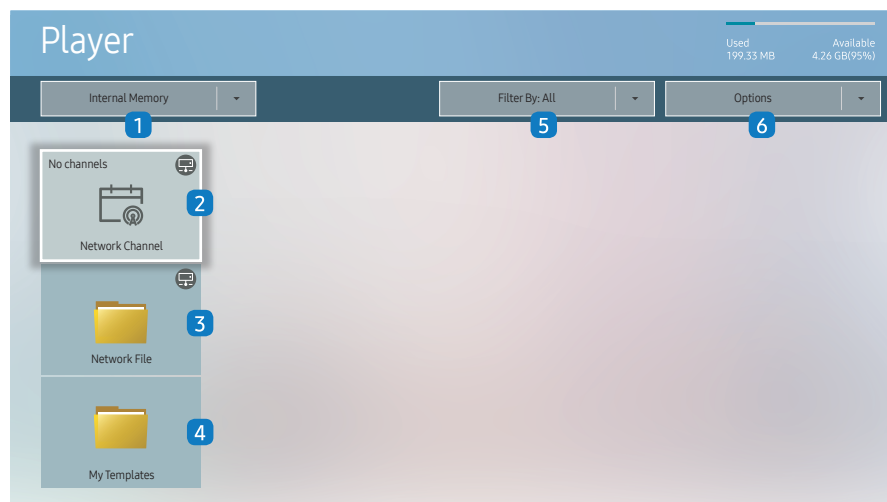 Player
Used Available
199.33 MB 4.26 GB(95%)
Internal Memory
Filter By: All
Options
1
5
6
No channels
2
Network Channel
3
Network File
4
My Templates